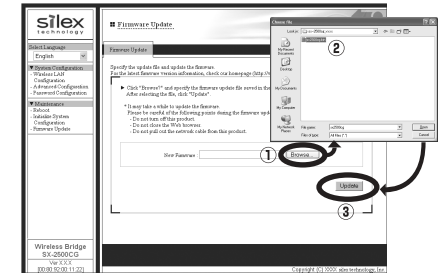 silex
technology
Select Language
English
▼ System Configuration
- Wireless LAN
Configuration
- Advanced Configuration
- Password Configuration
▼ Maintenance
- Reboot
- Initialize System
Configuration
- Firmware Update
Wireless Bridge
SX-2500CG
Ver X.X.X
[00:80:92:00:11:22]
Firmware Update
Firmware Update
Specify the update file and update the firmware.
For the latest firmware version information, check our homepage (http://
▶ Click "Browse" and specify the firmware update file saved in the
After selecting the file, click "Update".
* It may take a while to update the firmware.
Please be careful of the following points during the firmware upd
- Do not turn off this product.
- Do not close the Web browser.
- Do not pull out the network cable from this product.
New Firmware :
① Browse...
Update
③
Choose file
Look in:
②
My Recent
Documents
Desktop
My Documents
My Computer
My Network
Places
File name:
Files of type: All Files (*.*)
Open
Cancel
Copyright (C) XXXX silex technology, Inc.